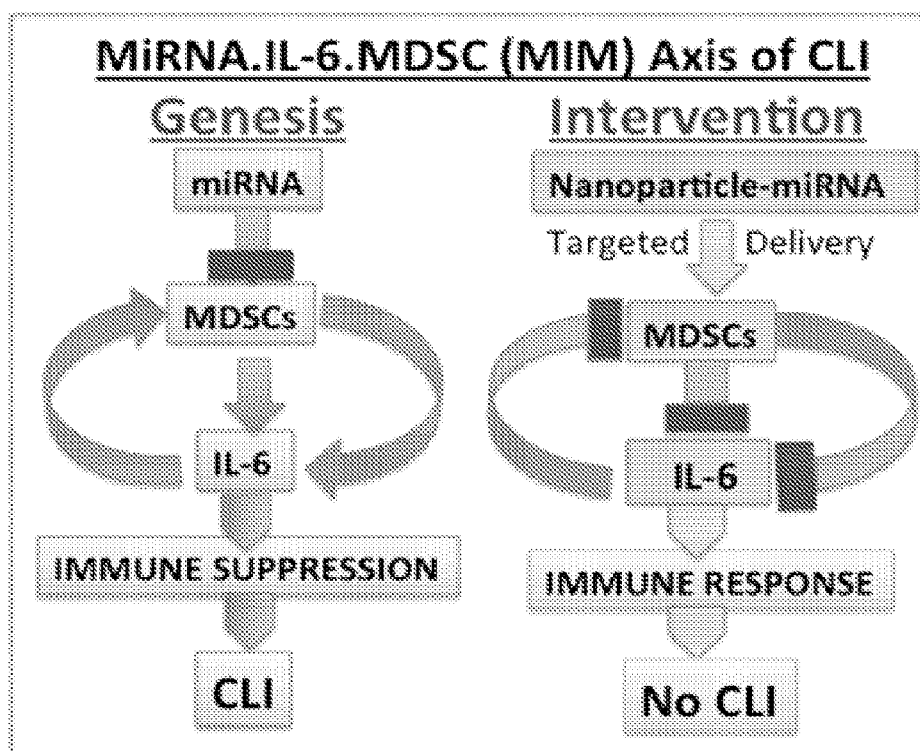 MiRNA.IL-6.MDSC (MIM) Axis of CLI
Genesis
miRNA
MDSCs
IL-6
IMMUNE SUPPRESSION
CLI
Intervention
Nanoparticle-miRNA
Targeted Delivery
MDSCs
IL-6
IMMUNE RESPONSE
No CLI